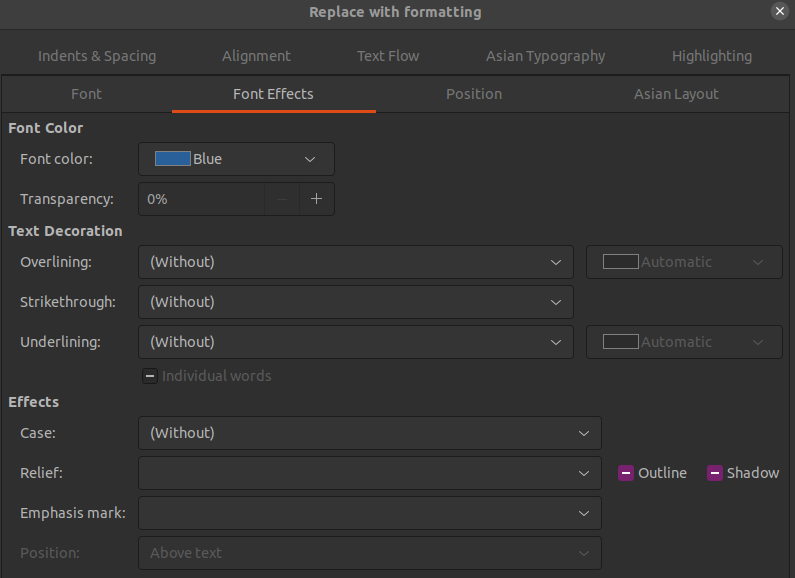 Replace with formatting
Indents & Spacing Alignment Text Flow Asian Typography Highlighting
Font Font Effects Position Asian Layout
Font Color
Font color: Blue
Transparency: 0%
Text Decoration
Overlining: (Without) Automatic
Strikethrough: (Without)
Underlining: (Without) Automatic
Individual words
Effects
Case: (Without)
Relief: Outline Shadow
Emphasis mark:
Position: Above text